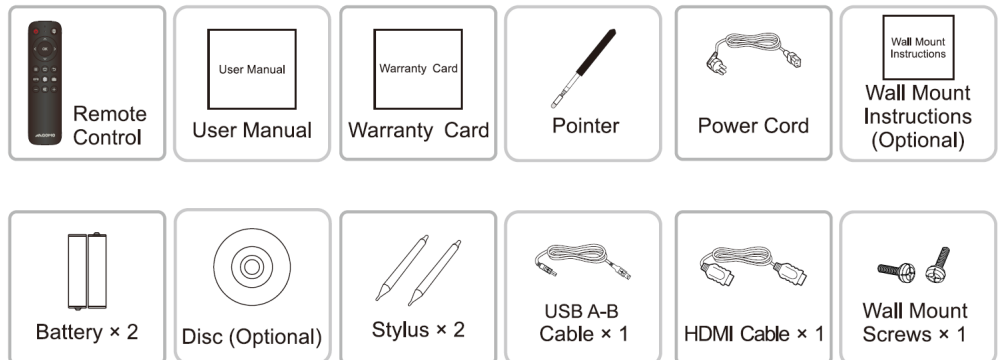 OK
Remote
Control
User Manual
User Manual
Warranty Card
Warranty Card
Pointer
Power Cord
Wall Mount
Instructions
Wall Mount
Instructions
(Optional)
Battery × 2
Disc (Optional)
Stylus × 2
USB A-B
Cable × 1
HDMI Cable × 1
Wall Mount
Screws × 1